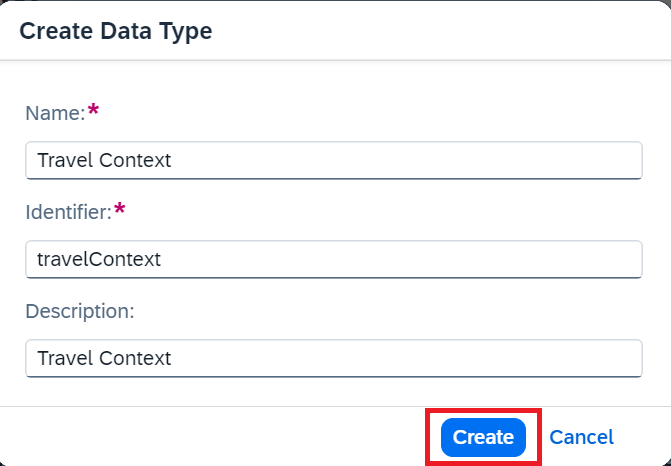 Create Data Type
Name:*
Travel Context
Identifier:*
travelContext
Description:
Travel Context
Create Cancel